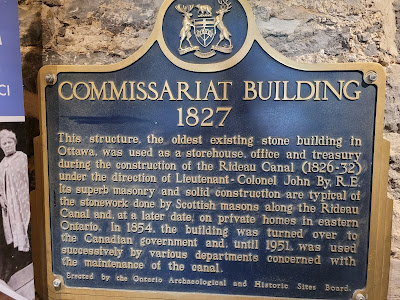 COMMISSARIAT BUILDING
1827
This structure, the oldest existing stone building in
Ottawa, was used as a storehouse, office and treasury
during the construction of the Rideau Canal (1826-32)
under the direction of Lieutenant-Colonel John By, R.E.
Its superb masonry and solid construction are typical of
the stonework done by Scottish masons along the Rideau
Canal and, at a later date, on private homes in eastern
Ontario. In 1854, the building was turned over to
the Canadian government and, until 1951, was used
successively by various departments concerned with
the maintenance of the canal.
Erected by the Ontario Archaeological and Historic Sites Board.
CI